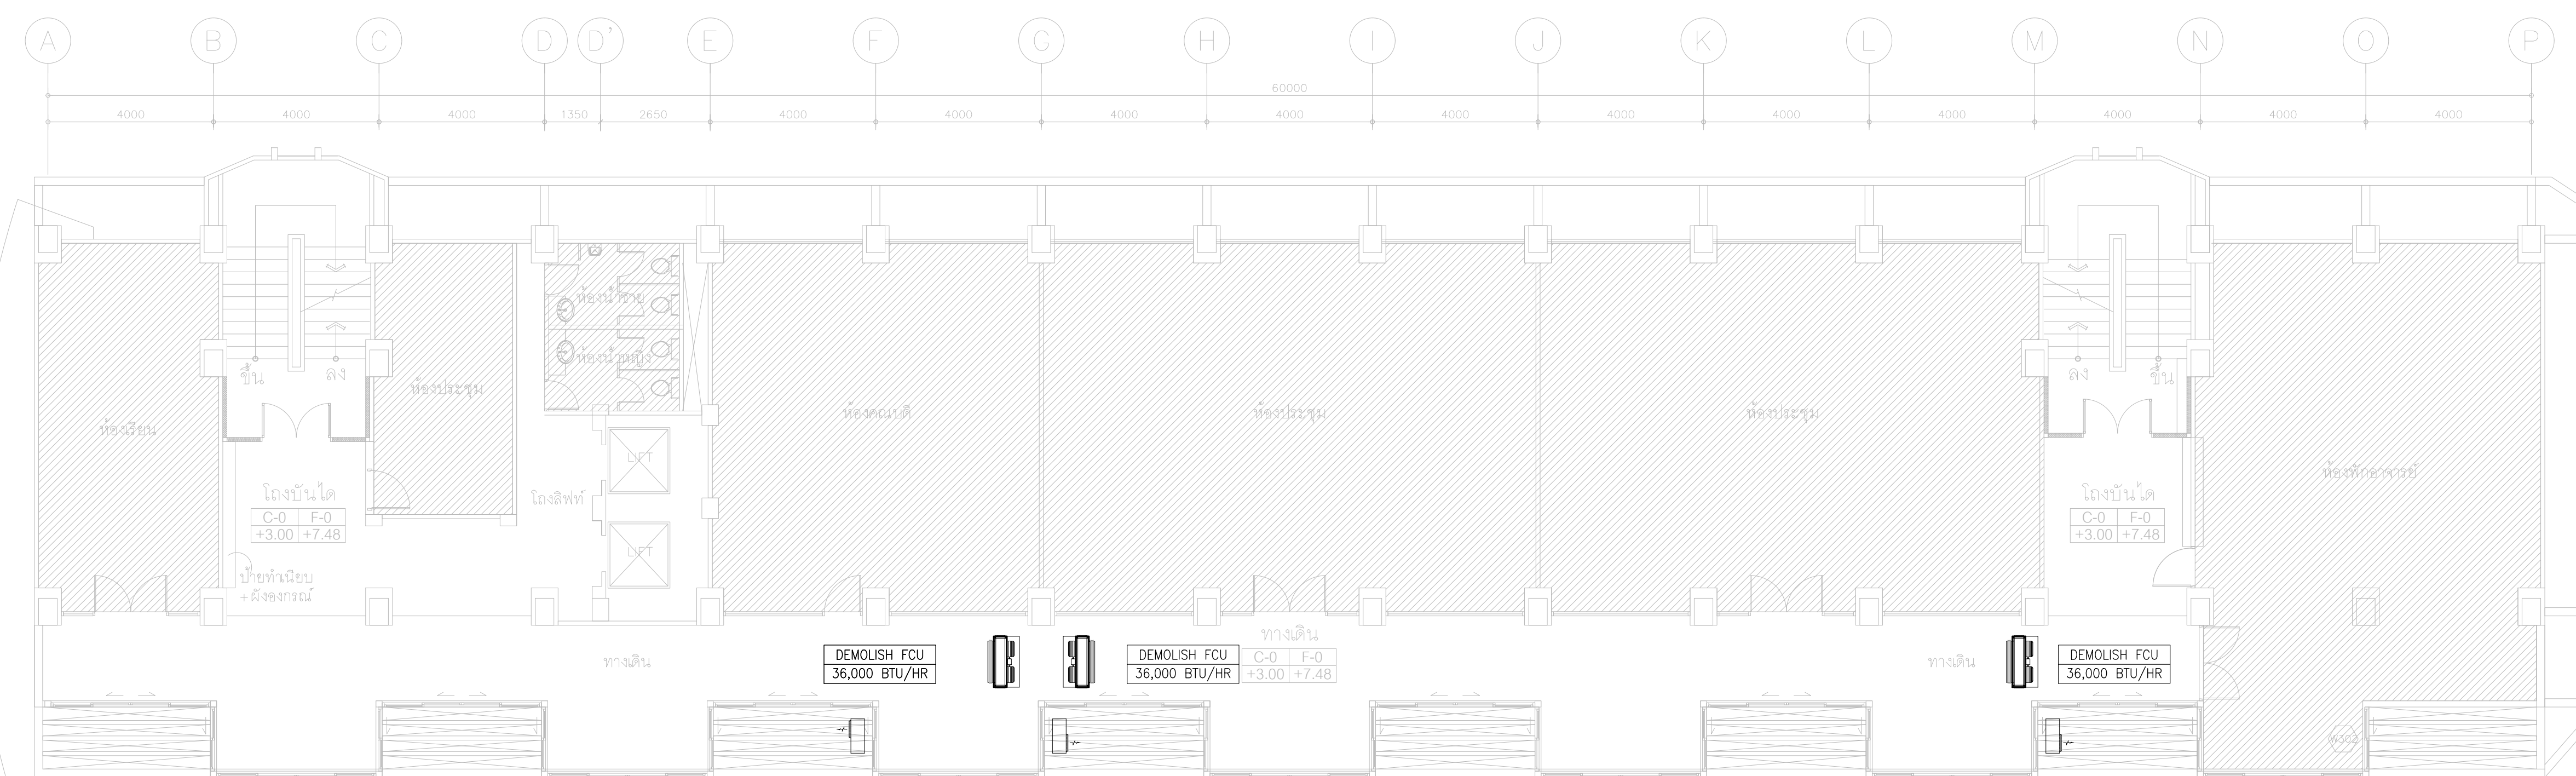 A B C D D' E F G H I J K L M N O P
60000
4000 4000 4000 1350 2650 4000 4000 4000 4000 4000 4000 4000 4000 4000 4000 4000
ห้องน้ำชาย
ห้องน้ำหญิง
ขึ้น ลง
ลง ขึ้น
ห้องประชุม
ห้องเรียน
ห้องคณบดี
ห้องประชุม
ห้องประชุม
ห้องพักอาจารย์
LIFT
LIFT
โถงบันได
C-0 F-0
+3.00 +7.48
โถงลิฟท์
โถงบันได
C-0 F-0
+3.00 +7.48
ป้ายทำเนียบ
+ผังองกรณ์
ทางเดิน
DEMOLISH FCU
36,000 BTU/HR
DEMOLISH FCU
36,000 BTU/HR
ทางเดิน
C-0 F-0
+3.00 +7.48
ทางเดิน
DEMOLISH FCU
36,000 BTU/HR
W302